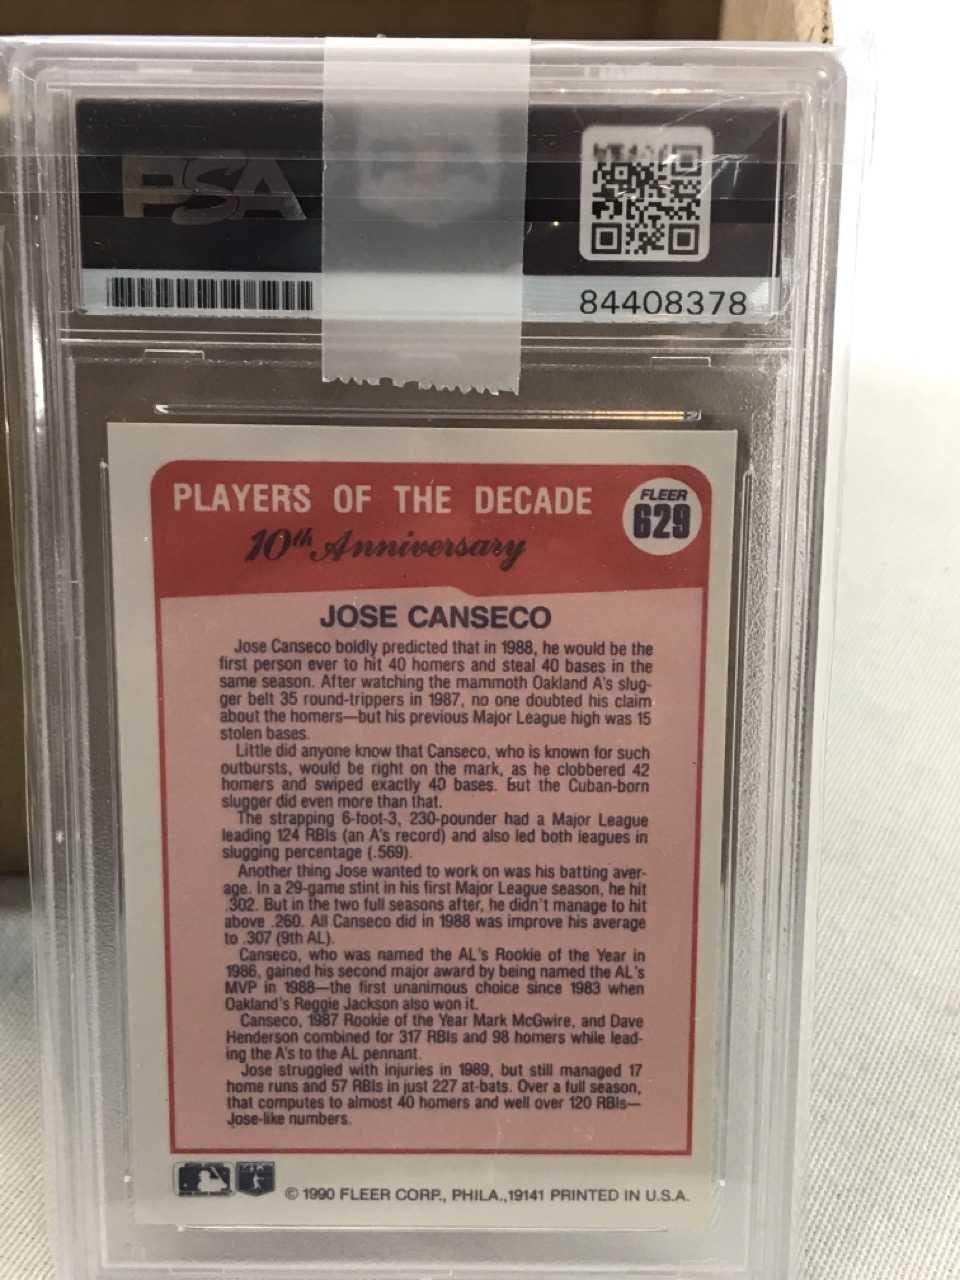 PSA
84408378
PLAYERS OF THE DECADE
10th Anniversary
FLEER
629
JOSE CANSECO
Jose Canseco boldly predicted that in 1988, he would be the
first person ever to hit 40 homers and steal 40 bases in the
same season. After watching the mammoth Oakland A's slug-
ger belt 35 round-trippers in 1987, no one doubted his claim
about the homers—but his previous Major League high was 15
stolen bases.
Little did anyone know that Canseco, who is known for such
outbursts, would be right on the mark, as he clobbered 42
homers and swiped exactly 40 bases. But the Cuban-born
slugger did even more than that.
The strapping 6-foot-3, 230-pounder had a Major League
leading 124 RBIs (an A's record) and also led both leagues in
slugging percentage (.569).
Another thing Jose wanted to work on was his batting aver-
age. In a 29-game stint in his first Major League season, he hit
.302. But in the two full seasons after, he didn't manage to hit
above .260. All Canseco did in 1988 was improve his average
to .307 (9th AL).
Canseco, who was named the AL's Rookie of the Year in
1986, gained his second major award by being named the AL's
MVP in 1988—the first unanimous choice since 1983 when
Oakland's Reggie Jackson also won it.
Canseco, 1987 Rookie of the Year Mark McGwire, and Dave
Henderson combined for 317 RBIs and 98 homers while lead-
ing the A's to the AL pennant.
Jose struggled with injuries in 1989, but still managed 17
home runs and 57 RBIs in just 227 at-bats. Over a full season,
that computes to almost 40 homers and well over 120 RBIs—
Jose-like numbers.
© 1990 FLEER CORP., PHILA., 19141 PRINTED IN U.S.A.